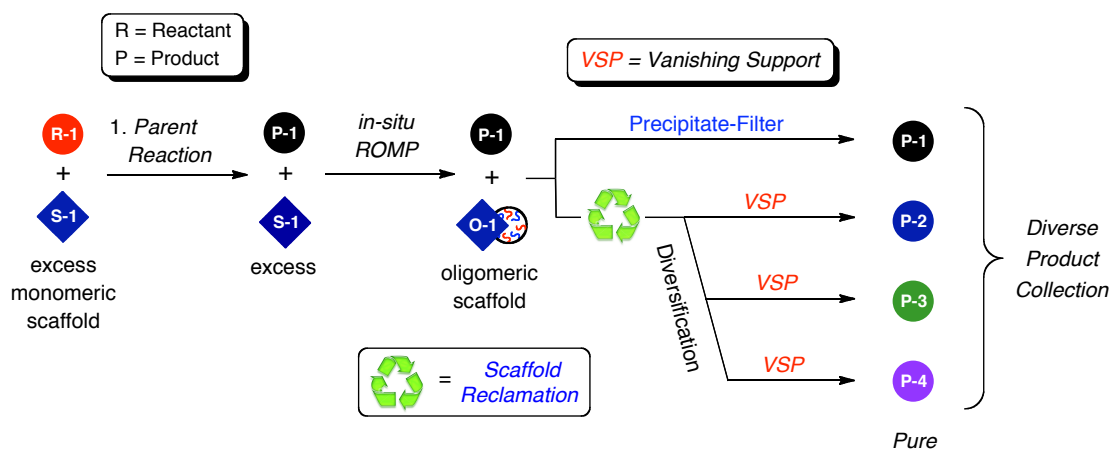 R = Reactant
P = Product
VSP = Vanishing Support
R-1
+
S-1
excess
monomeric
scaffold
1. Parent
Reaction
P-1
+
S-1
excess
in-situ
ROMP
P-1
+
O-1
oligomeric
scaffold
Precipitate-Filter
VSP
VSP
VSP
Diversification
P-1
P-2
P-3
P-4
Pure
Diverse
Product
Collection
= Scaffold
Reclamation